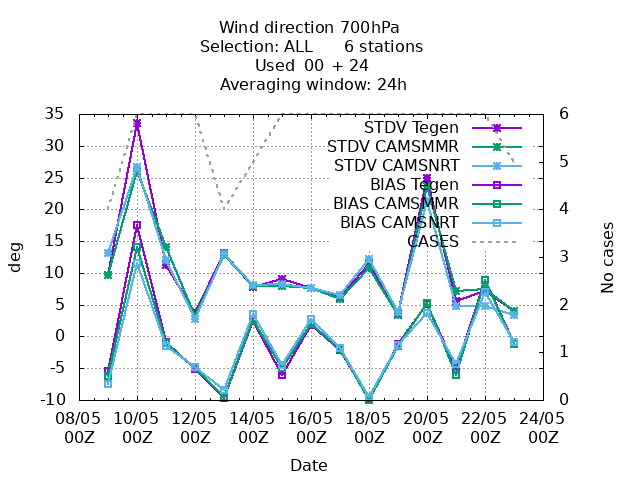 Wind direction 700hPa
Selection: ALL 6 stations
Used 00 + 24
Averaging window: 24h
35 6
STDV Tegen
STDV CAMSMMR
STDV CAMSNRT
BIAS Tegen
BIAS CAMSMMR
BIAS CAMSNRT
CASES
30
25
20
15
10
5
0
-5
-10
5
4
3
2
1
0
deg
No cases
08/05 10/05 12/05 14/05 16/05 18/05 20/05 22/05 24/05
00Z 00Z 00Z 00Z 00Z 00Z 00Z 00Z 00Z
Date